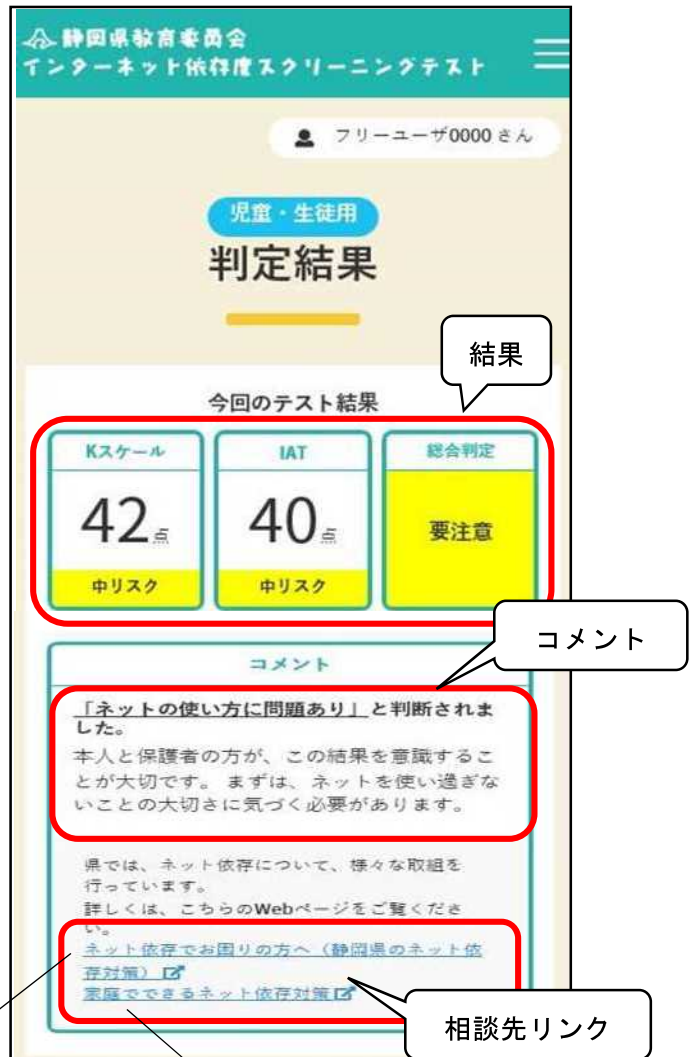 静岡県教育委員会
インターネット依存度スクリーニングテスト
フリーユーザ0000 さん
児童・生徒用
判定結果
結果
今回のテスト結果
Kスケール
IAT
総合判定
42点
40点
要注意
中リスク
中リスク
コメント
コメント
「ネットの使い方に問題あり」と判断されま
した。
本人と保護者の方が、この結果を意識するこ
とが大切です。まずは、ネットを使い過ぎな
いことの大切さに気づく必要があります。
県では、ネット依存について、様々な取組を
行っています。
詳しくは、こちらのWebページをご覧くださ
い。
ネット依存でお困りの方へ（静岡県のネット依
存対策）
家庭でできるネット依存対策
相談先リンク